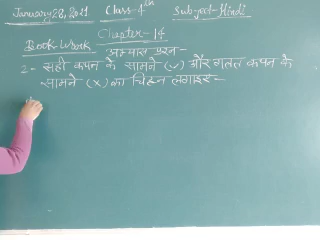 January 28, 2021 Class-4th Subject-Hindi
Chapter-14
Book Work अभ्यास प्रश्न-
2- सही कथन के सामने (✓) और गलत कथन के
सामने (×) का चिह्न लगाइए-